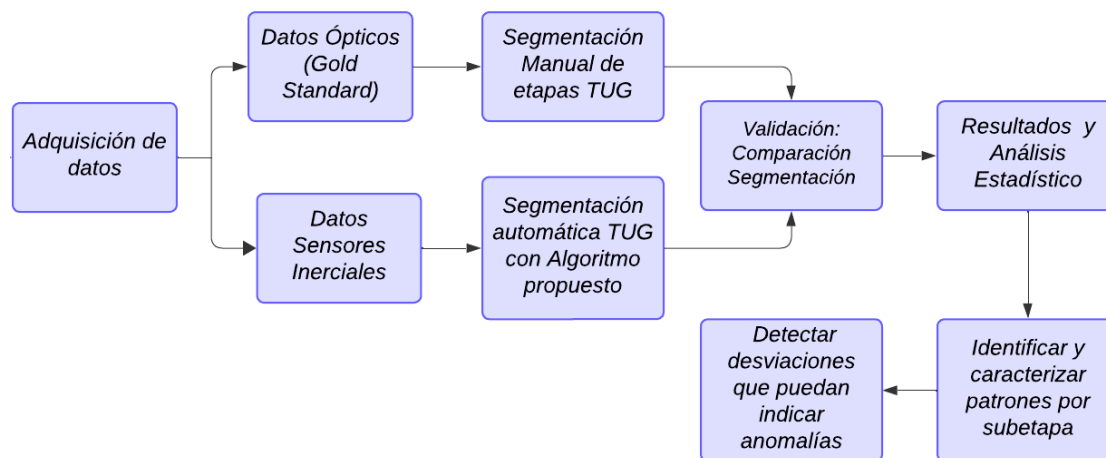 Adquisición de
datos
Datos Ópticos
(Gold
Standard)
Segmentación
Manual de
etapas TUG
Datos
Sensores
Inerciales
Segmentación
automática TUG
con Algoritmo
propuesto
Validación:
Comparación
Segmentación
Resultados y
Análisis
Estadístico
Identificar y
caracterizar
patrones por
subetapa
Detectar
desviaciones
que puedan
indicar
anomalías